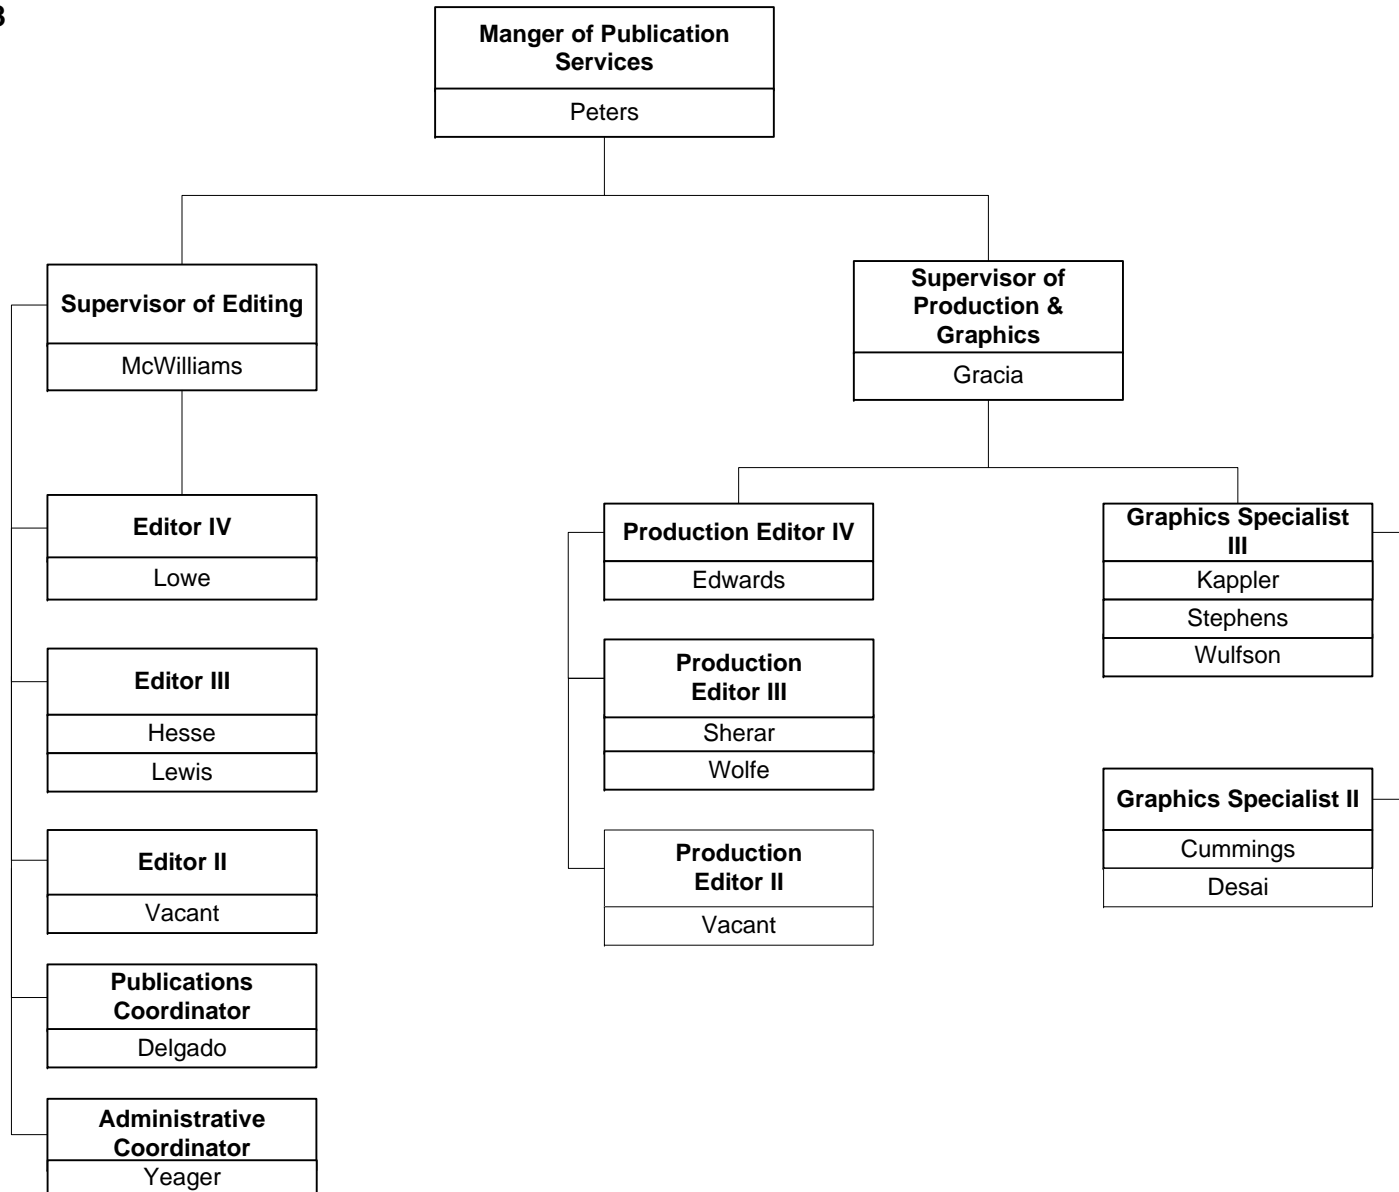 Manger of Publication
Services
Peters
Supervisor of Editing
McWilliams
Supervisor of
Production &
Graphics
Gracia
Editor IV
Lowe
Editor III
Hesse
Lewis
Editor II
Vacant
Publications
Coordinator
Delgado
Administrative
Coordinator
Yeager
Production Editor IV
Edwards
Production
Editor III
Sherar
Wolfe
Production
Editor II
Vacant
Graphics Specialist
III
Kappler
Stephens
Wulfson
Graphics Specialist II
Cummings
Desai